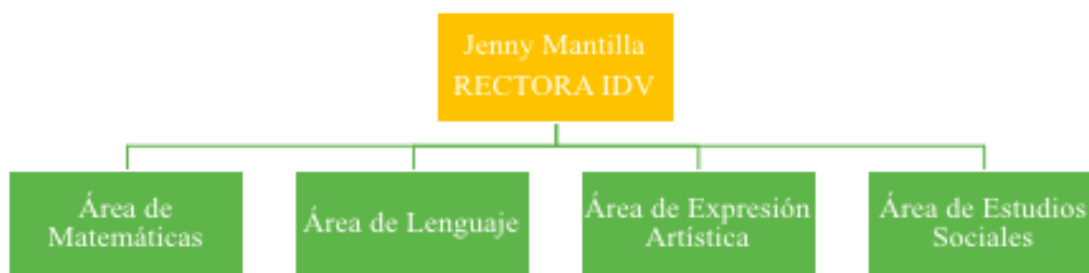 Jenny Mantilla
RECTORA IDV
Área de
Matemáticas
Área de Lenguaje
Área de Expresión
Artística
Área de Estudios
Sociales